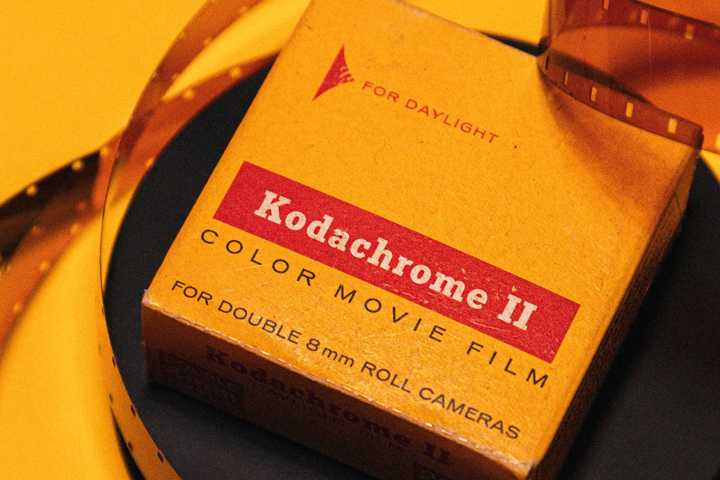 FOR DAYLIGHT
Kodachrome II
COLOR MOVIE FILM
FOR DOUBLE 8mm ROLL CAMERAS
Kodachrome II